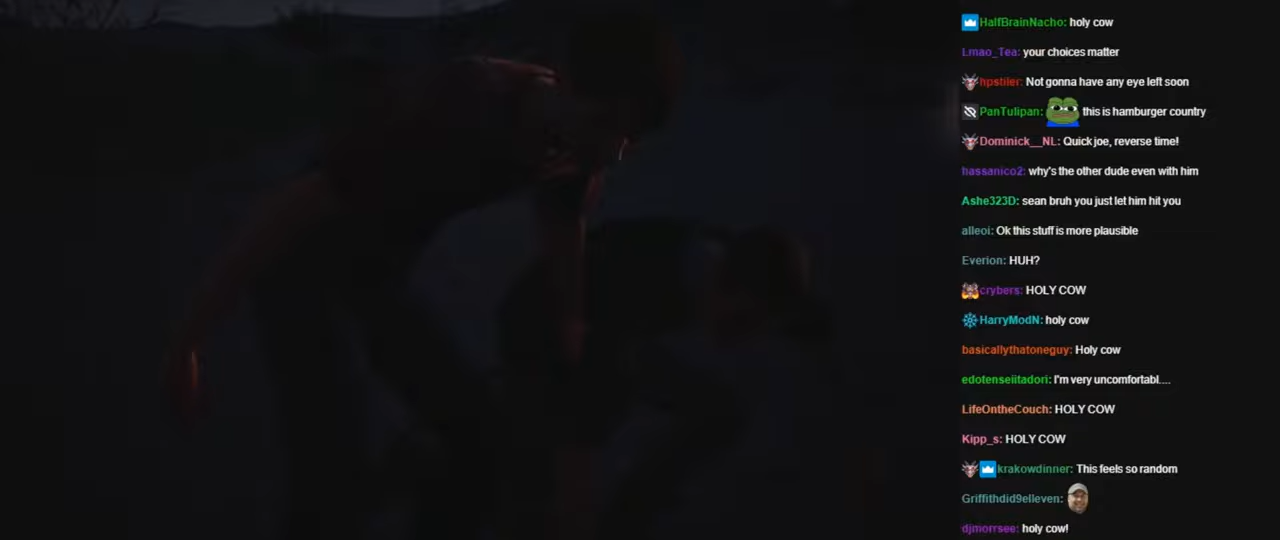 HalfBrainNacho: holy cow
Lmao_Tea: your choices matter
hpstiler: Not gonna have any eye left soon
PanTulipan: this is hamburger country
Dominick__NL: Quick joe, reverse time!
hassanico2: why's the other dude even with him
Ashe323D: sean bruh you just let him hit you
alleoi: Ok this stuff is more plausible
Everion: HUH?
crybers: HOLY COW
HarryModN: holy cow
basicallythatoneguy: Holy cow
edotenseiitadori: I'm very uncomfortabl....
LifeOntheCouch: HOLY COW
Kipp_s: HOLY COW
krakowdinner: This feels so random
Griffithdid9elleven:
djmorrsee: holy cow!